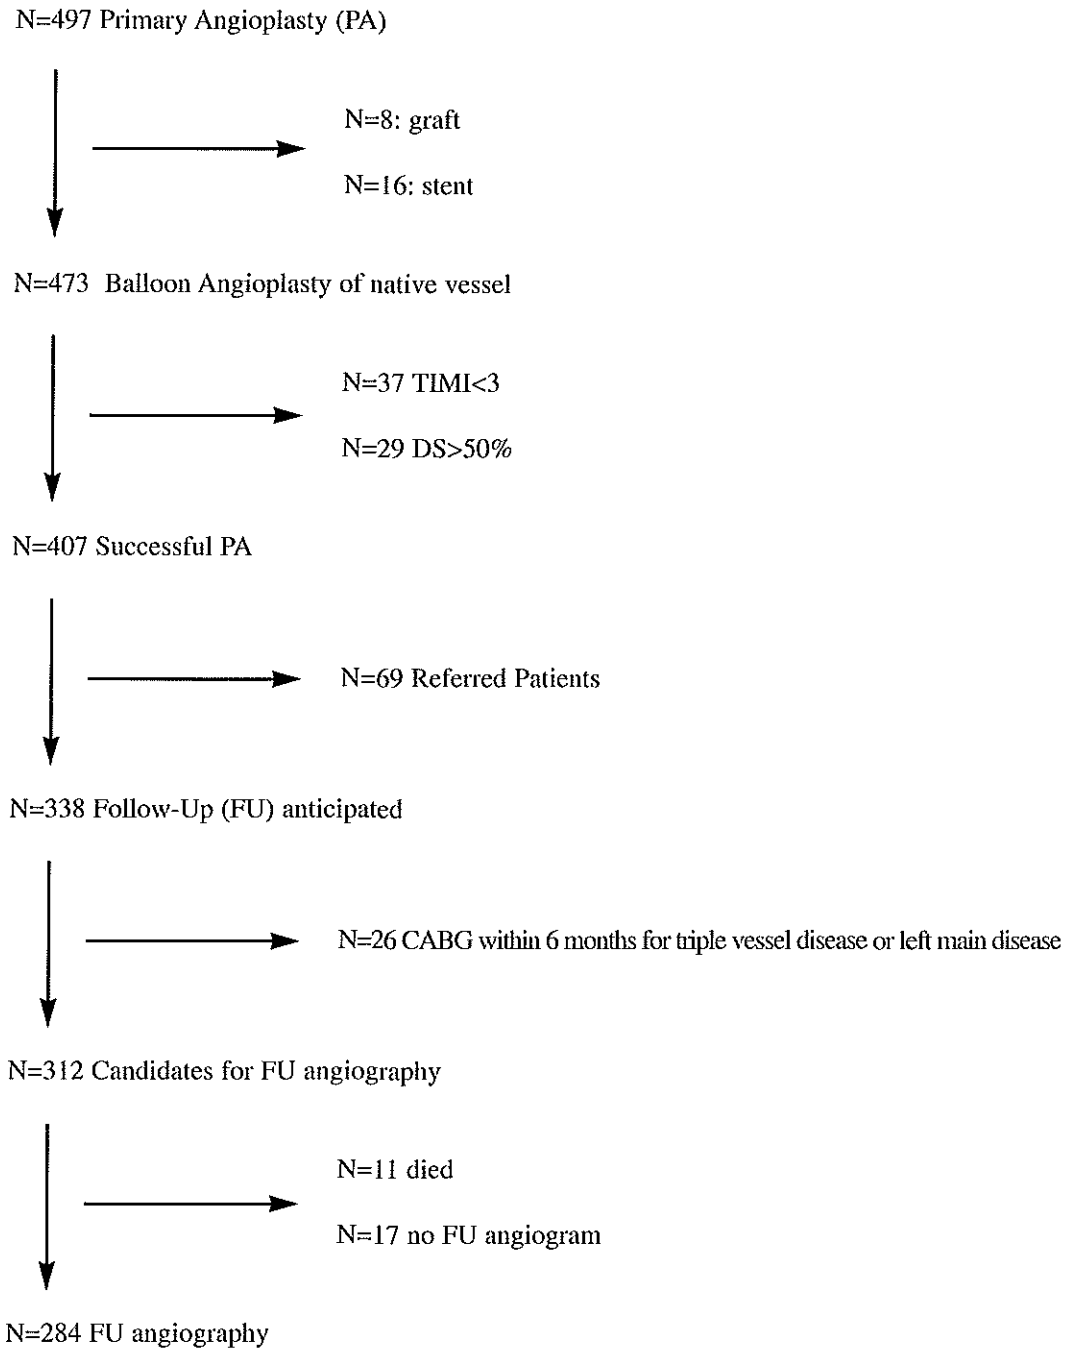 N=497 Primary Angioplasty (PA)
N=8: graft
N=16: stent
N=473 Balloon Angioplasty of native vessel
N=37 TIMI<3
N=29 DS>50%
N=407 Successful PA
N=69 Referred Patients
N=338 Follow-Up (FU) anticipated
N=26 CABG within 6 months for triple vessel disease or left main disease
N=312 Candidates for FU angiography
N=11 died
N=17 no FU angiogram
N=284 FU angiography